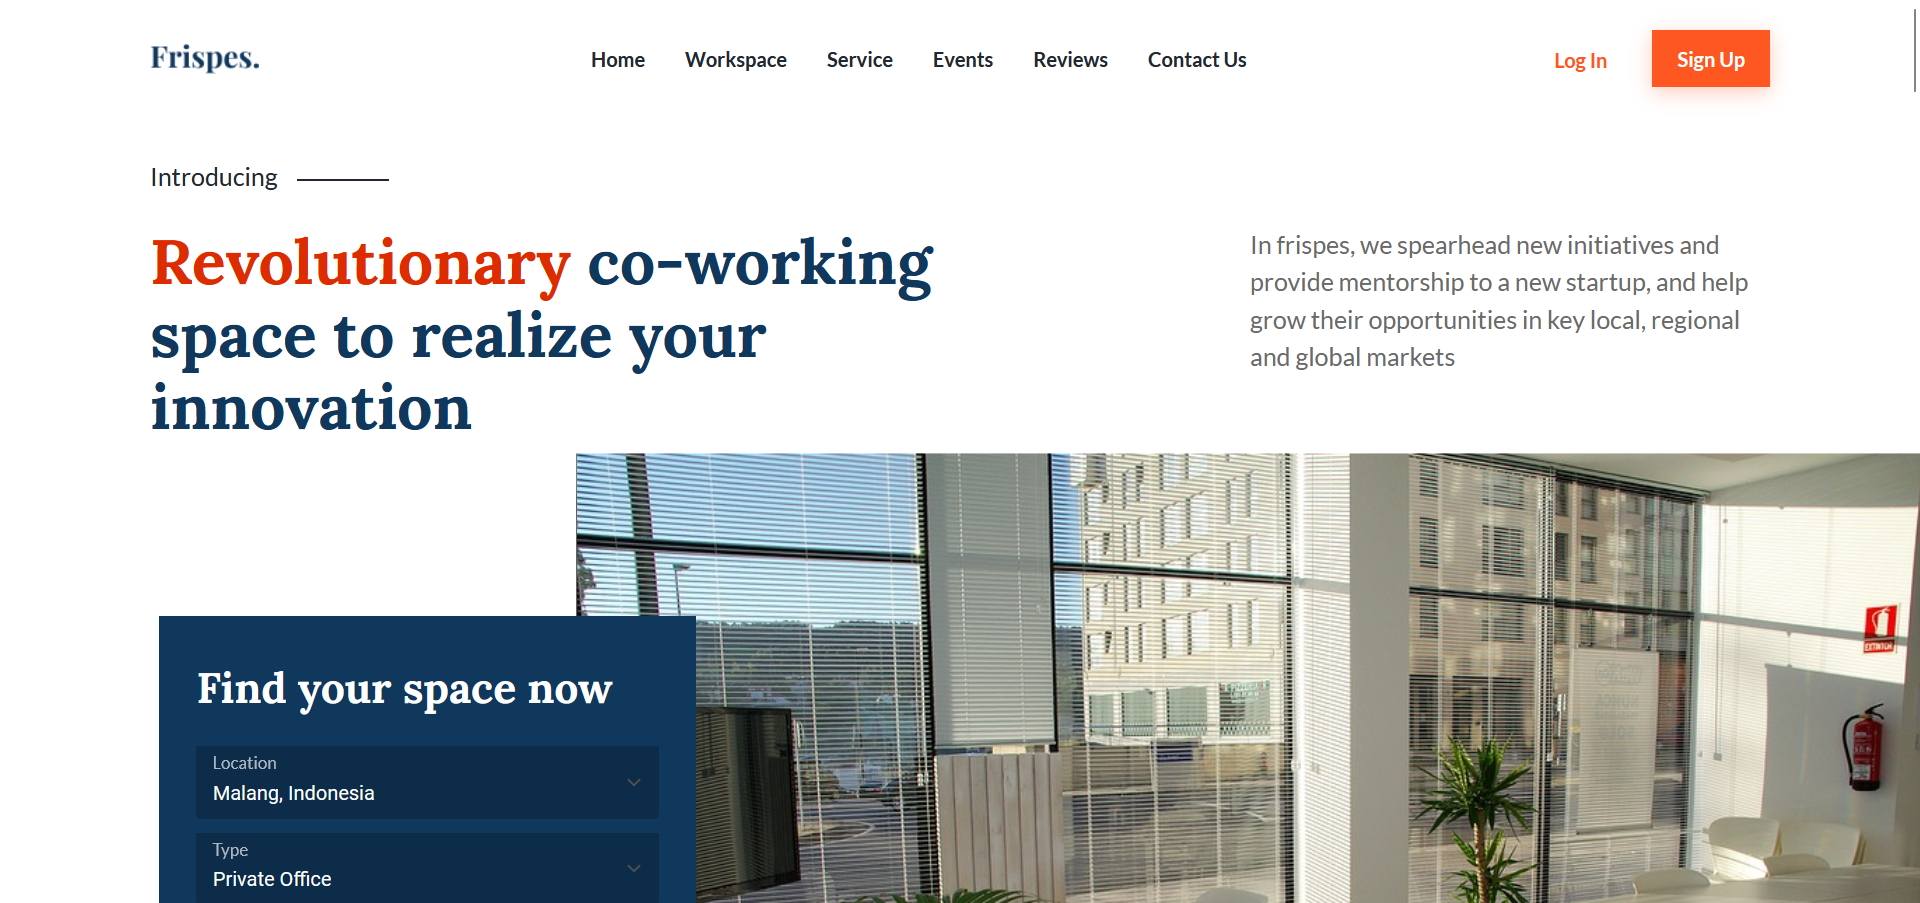 Frispes.
Home Workspace Service Events Reviews Contact Us Log In Sign Up
Introducing
Revolutionary co-working
space to realize your
innovation
In frispes, we spearhead new initiatives and
provide mentorship to a new startup, and help
grow their opportunities in key local, regional
and global markets
Find your space now
Location
Malang, Indonesia
Type
Private Office
EXTINTOR